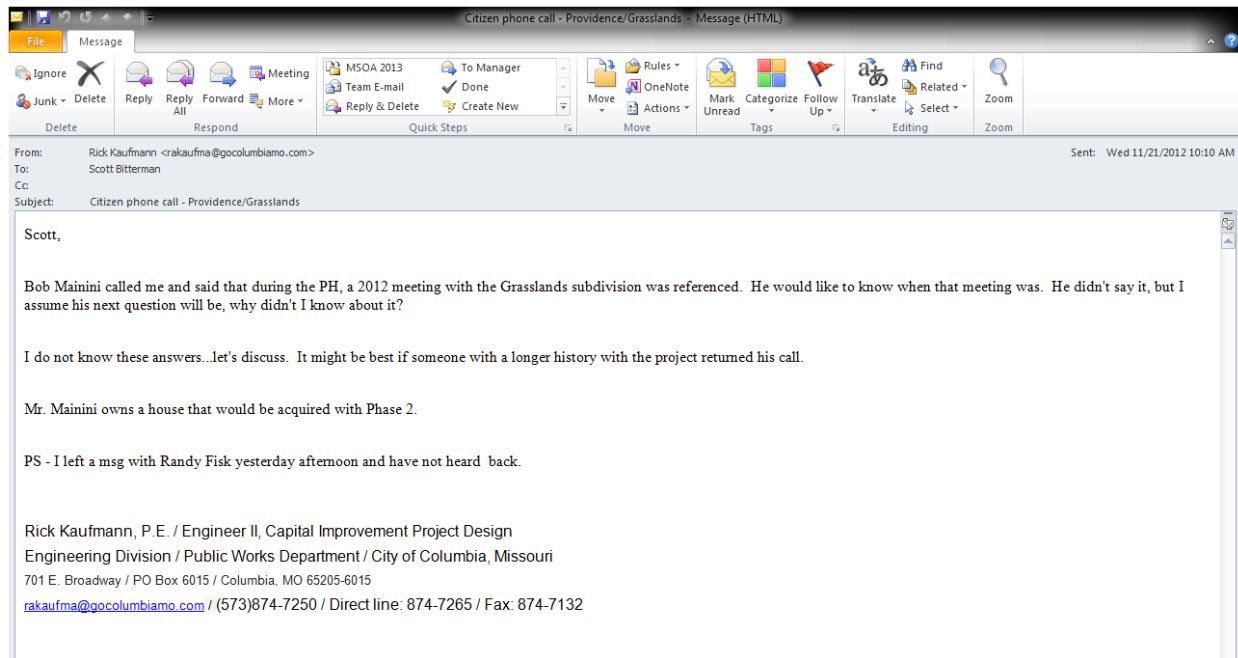 Citizen phone call - Providence/Grasslands - Message (HTML)
File Message
Ignore
Junk
Delete
Reply
Reply All
Forward
Meeting
More
MSOA 2013
Team E-mail
Reply & Delete
To Manager
Done
Create New
Move
Rules
OneNote
Actions
Mark Unread
Categorize
Follow Up
Translate
Find
Related
Select
Zoom
Delete Respond Quick Steps Move Tags Editing Zoom
From: Rick Kaufmann <rakaufma@gocolumbiamo.com> Sent: Wed 11/21/2012 10:10 AM
To: Scott Bitterman
Cc:
Subject: Citizen phone call - Providence/Grasslands
Scott,
Bob Mainini called me and said that during the PH, a 2012 meeting with the Grasslands subdivision was referenced. He would like to know when that meeting was. He didn't say it, but I
assume his next question will be, why didn't I know about it?
I do not know these answers...let's discuss. It might be best if someone with a longer history with the project returned his call.
Mr. Mainini owns a house that would be acquired with Phase 2.
PS - I left a msg with Randy Fisk yesterday afternoon and have not heard back.
Rick Kaufmann, P.E. / Engineer II, Capital Improvement Project Design
Engineering Division / Public Works Department / City of Columbia, Missouri
701 E. Broadway / PO Box 6015 / Columbia, MO 65205-6015
rakaufma@gocolumbiamo.com / (573)874-7250 / Direct line: 874-7265 / Fax: 874-7132